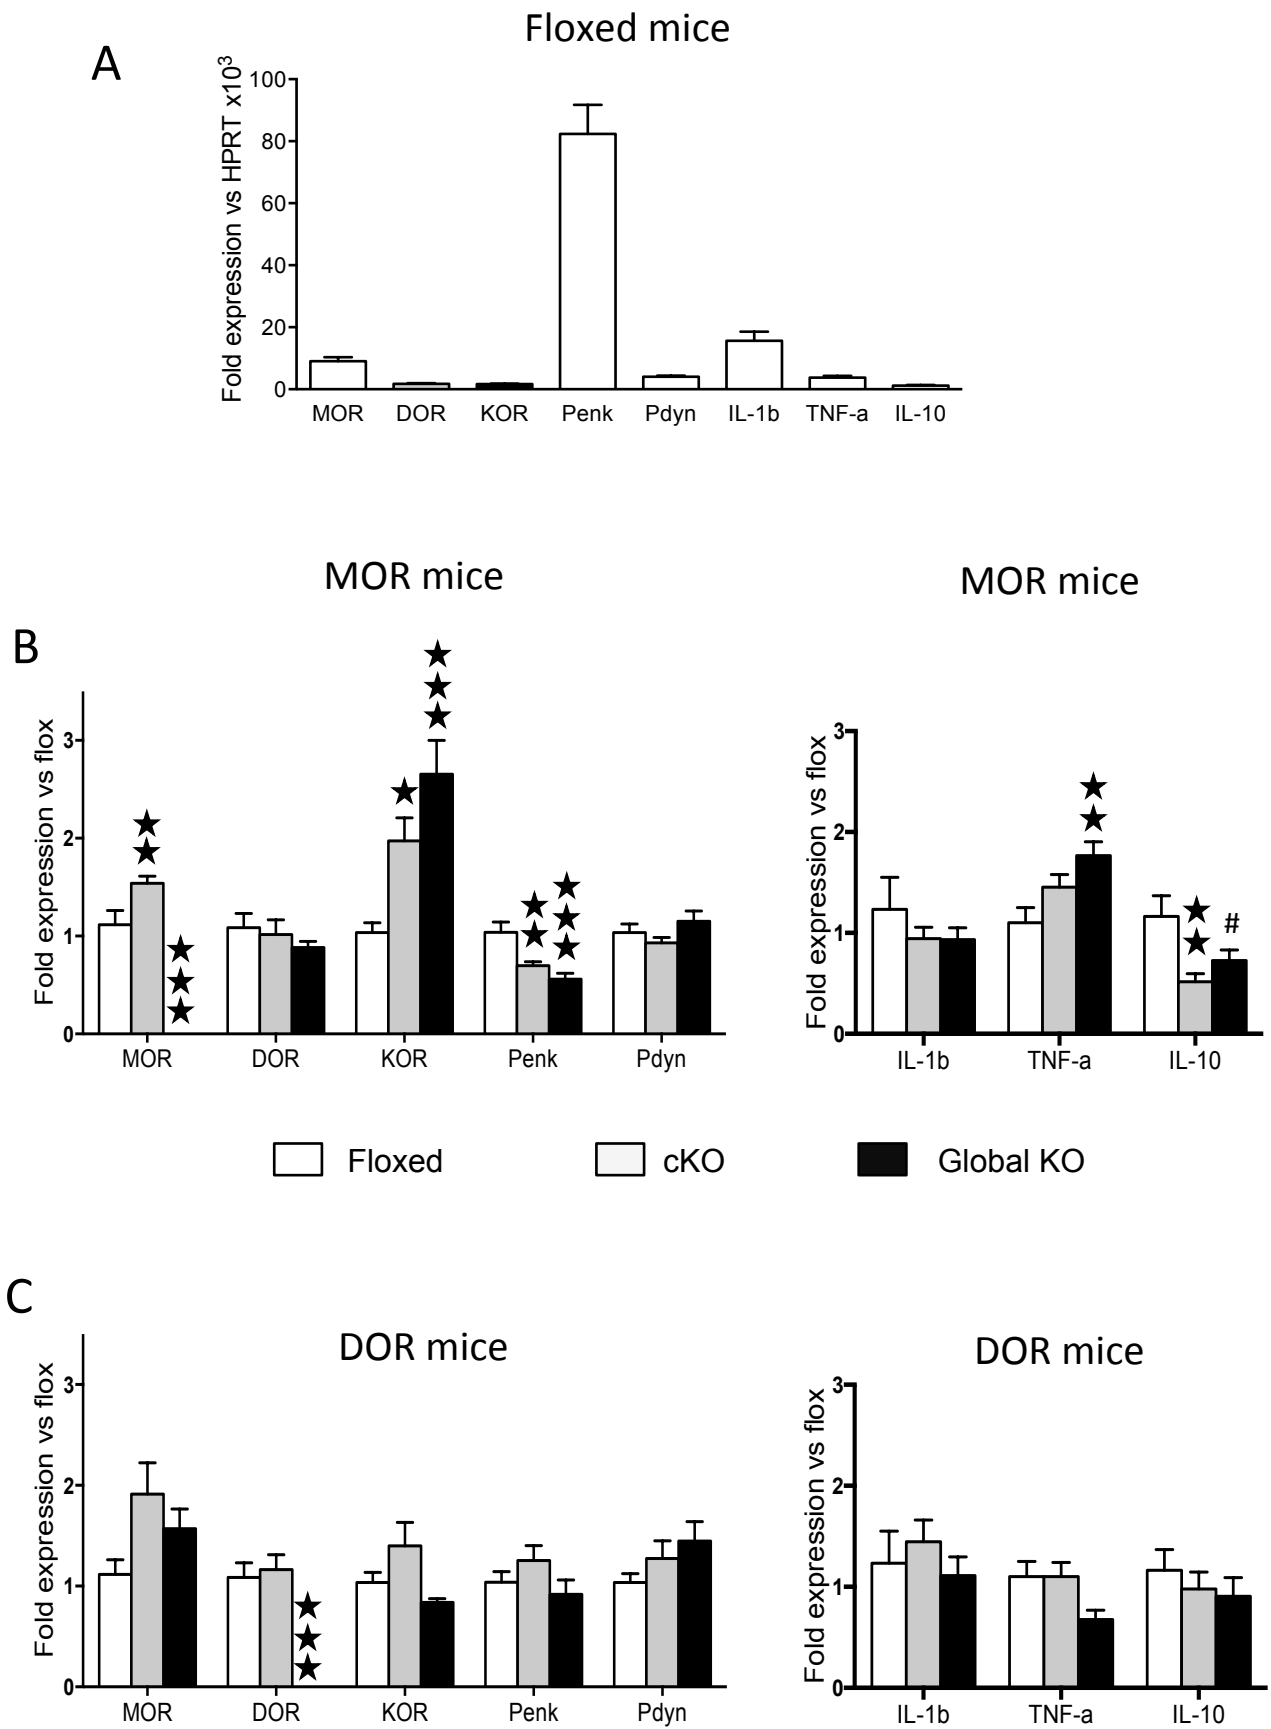 Floxed mice
A
Fold expression vs HPRT x10³
100
80
60
40
20
0
MOR DOR KOR Penk Pdyn IL-1b TNF-a IL-10
MOR mice
MOR mice
B
Fold expression vs flox
3
2
1
0
MOR DOR KOR Penk Pdyn
Fold expression vs flox
3
2
1
0
#
IL-1b TNF-a IL-10
Floxed cKO Global KO
C
DOR mice
DOR mice
Fold expression vs flox
3
2
1
0
MOR DOR KOR Penk Pdyn
Fold expression vs flox
3
2
1
0
IL-1b TNF-a IL-10